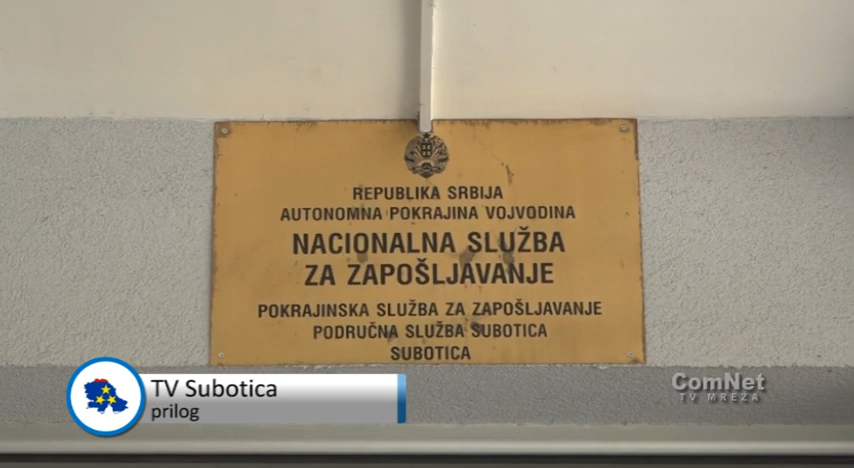 REPUBLIKA SRBIJA
AUTONOMNA POKRAJINA VOJVODINA
NACIONALNA SLUŽBA
ZA ZAPOŠLJAVANJE
POKRAJINSKA SLUŽBA ZA ZAPOŠLJAVANJE
PODRUČNA SLUŽBA SUBOTICA
SUBOTICA
TV Subotica
prilog
ComNet
TV MREZA